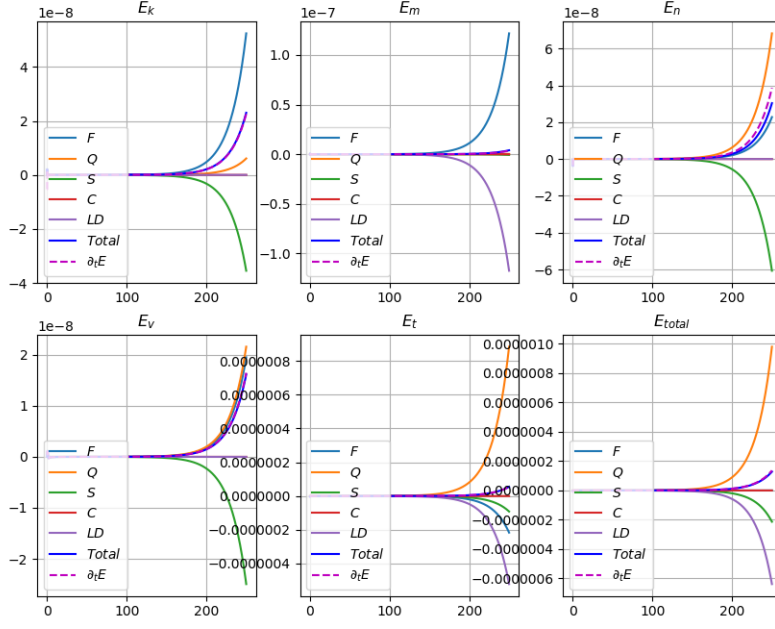 E_k
1e−8
4
2
0
−2
−4
0
100
200
F
Q
S
C
LD
Total
∂_tE
E_m
1e−7
1.0
0.5
0.0
−0.5
−1.0
0
100
200
F
Q
S
C
LD
Total
∂_tE
E_n
1e−8
6
4
2
0
−2
−4
−6
0
100
200
F
Q
S
C
LD
Total
∂_tE
E_v
1e−8
2
1
0
−1
−2
0
100
200
F
Q
S
C
LD
Total
∂_tE
E_t
0.0000008
0.0000006
0.0000004
0.0000002
0.0000000
−0.0000002
−0.0000004
0
100
200
F
Q
S
C
LD
Total
∂_tE
E_total
0.0000010
0.0000008
0.0000006
0.0000004
0.0000002
0.0000000
−0.0000002
−0.0000004
−0.0000006
0
100
200
F
Q
S
C
LD
Total
∂_tE